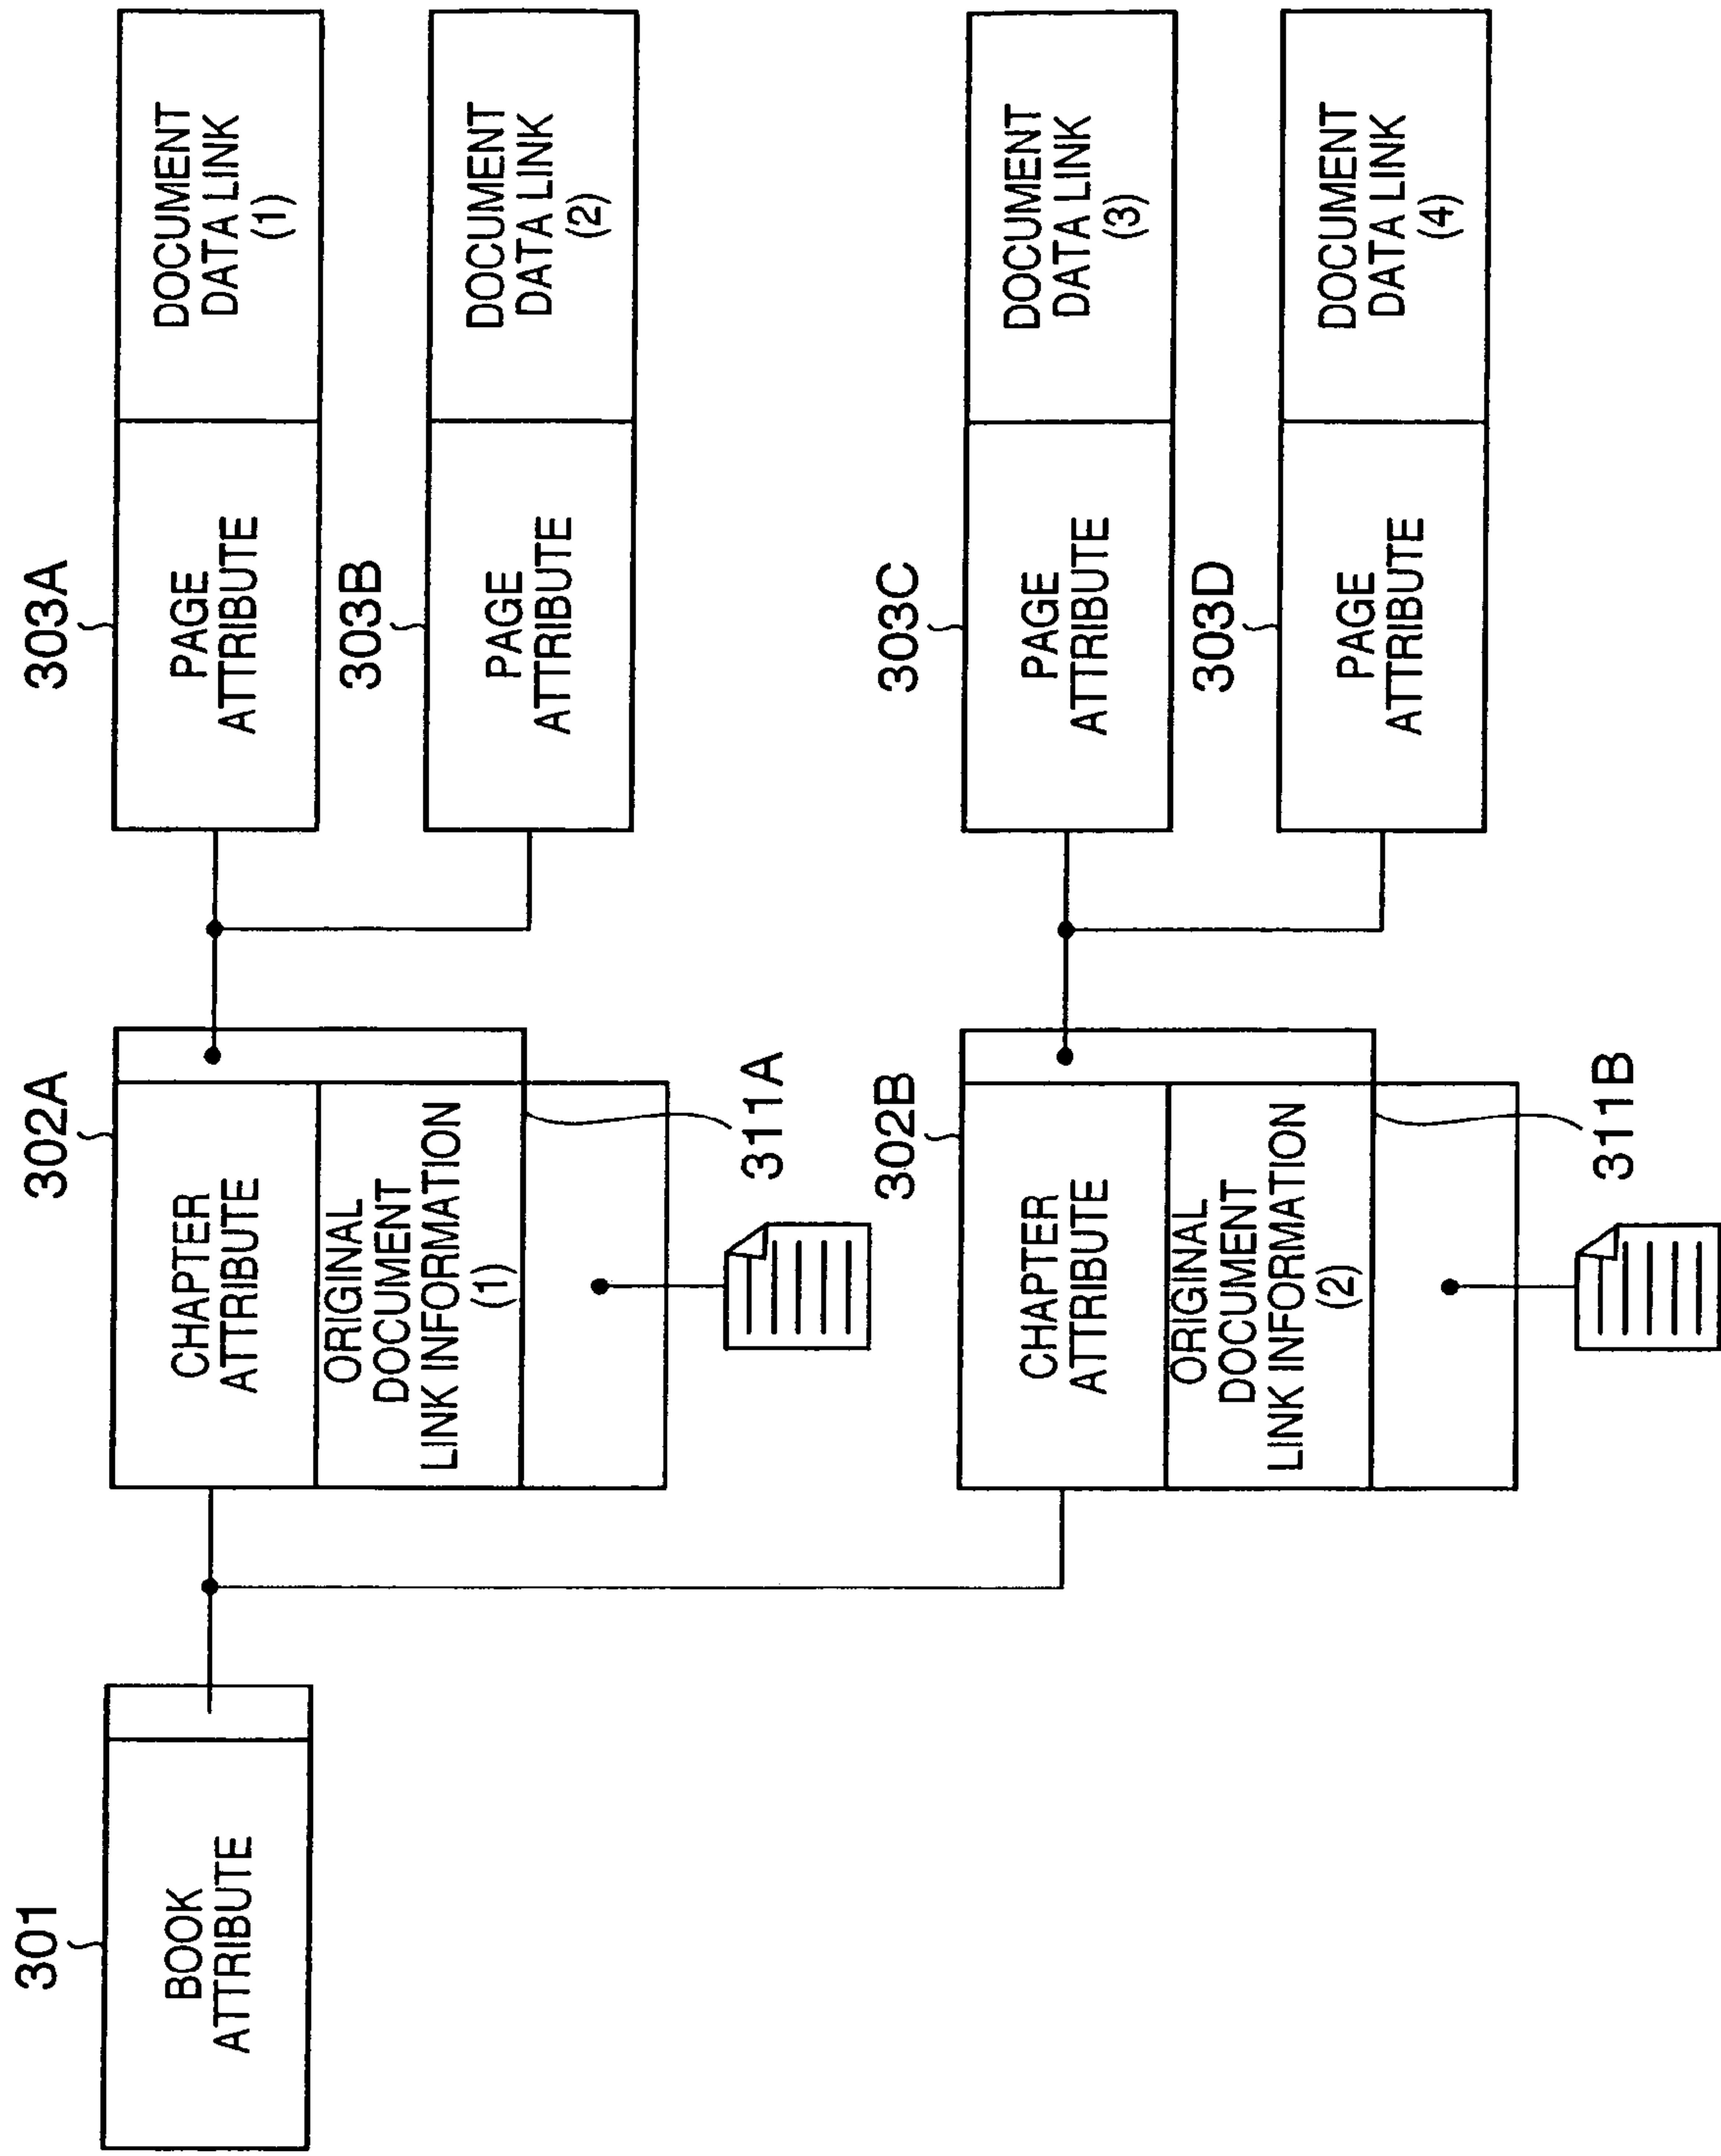 301
BOOK
ATTRIBUTE
302A
CHAPTER
ATTRIBUTE
ORIGINAL
DOCUMENT
LINK INFORMATION
(1)
311A
302B
CHAPTER
ATTRIBUTE
ORIGINAL
DOCUMENT
LINK INFORMATION
(2)
311B
303A
PAGE
ATTRIBUTE
DOCUMENT
DATA LINK
(1)
303B
PAGE
ATTRIBUTE
DOCUMENT
DATA LINK
(2)
303C
PAGE
ATTRIBUTE
DOCUMENT
DATA LINK
(3)
303D
PAGE
ATTRIBUTE
DOCUMENT
DATA LINK
(4)